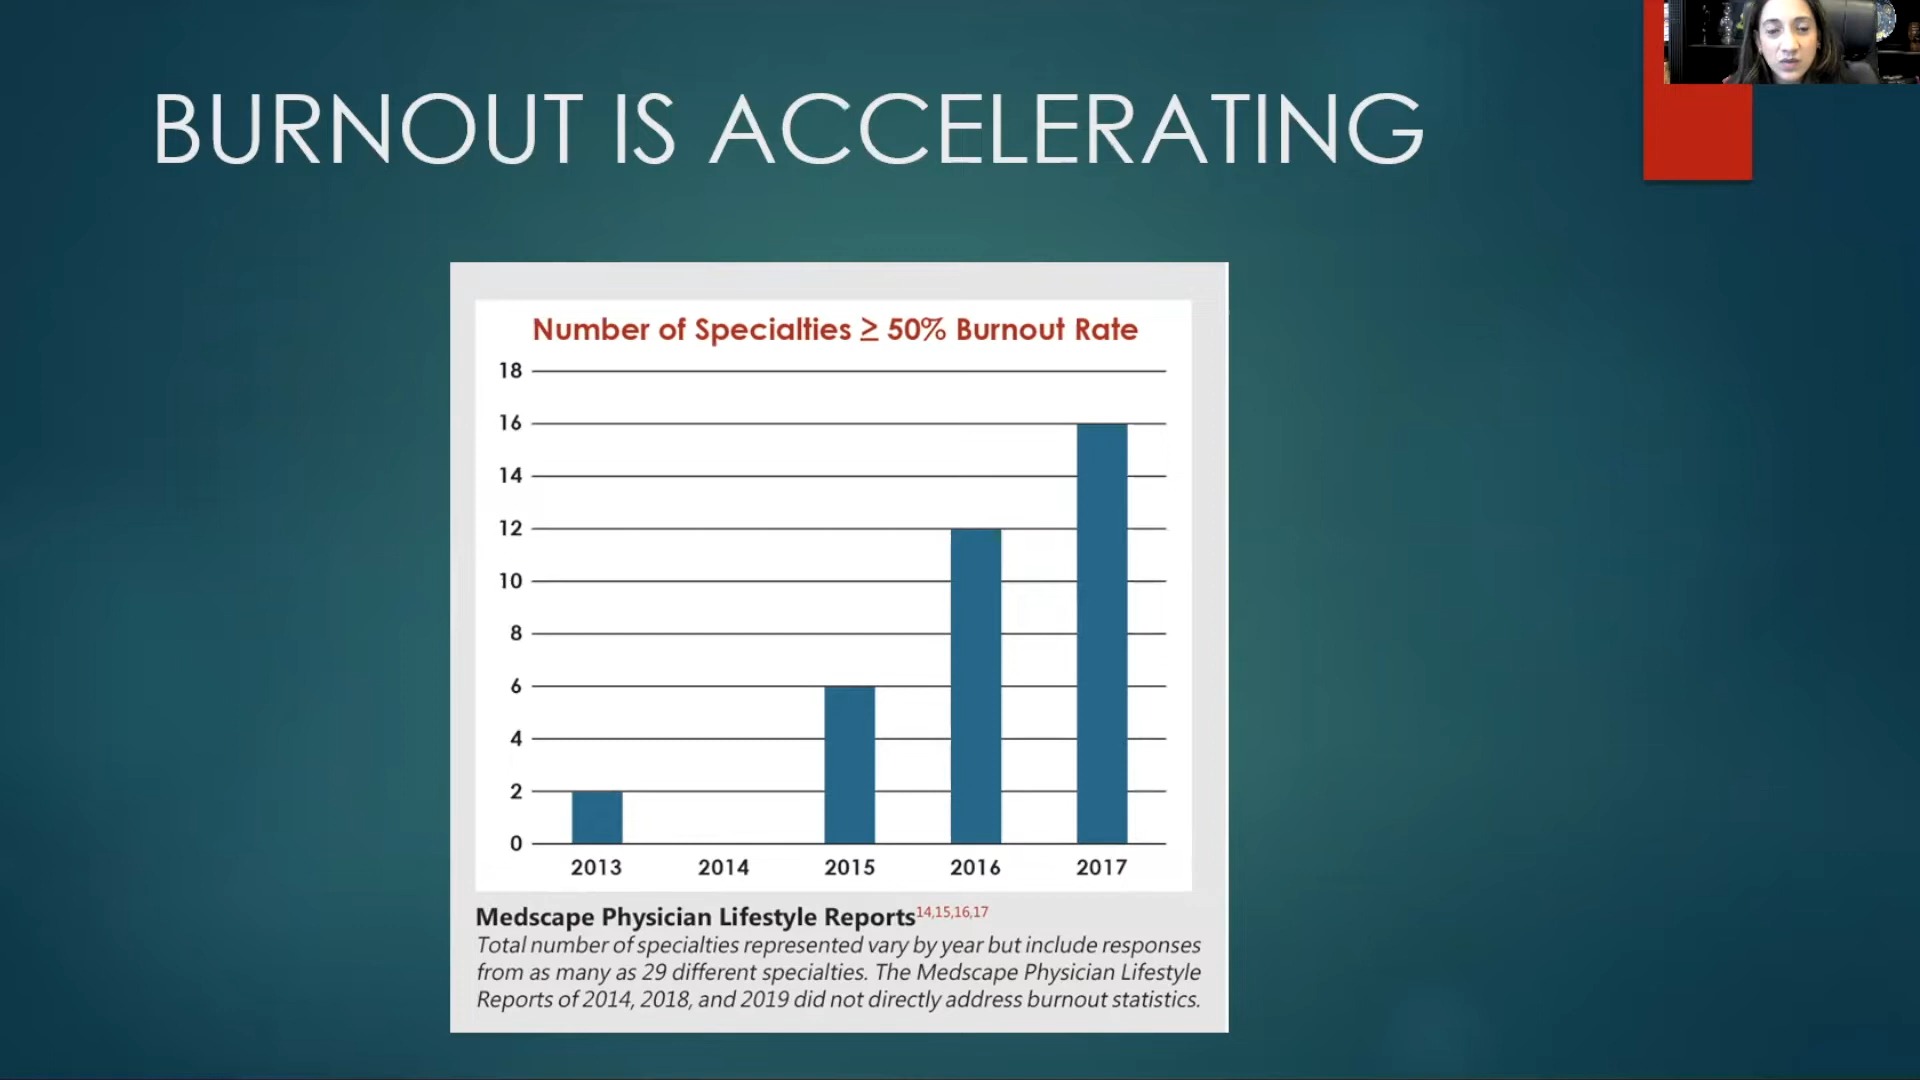 BURNOUT IS ACCELERATING
Number of Specialties ≥ 50% Burnout Rate
18
16
14
12
10
8
6
4
2
0
2013 2014 2015 2016 2017
Medscape Physician Lifestyle Reports14,15,16,17
Total number of specialties represented vary by year but include responses
from as many as 29 different specialties. The Medscape Physician Lifestyle
Reports of 2014, 2018, and 2019 did not directly address burnout statistics.